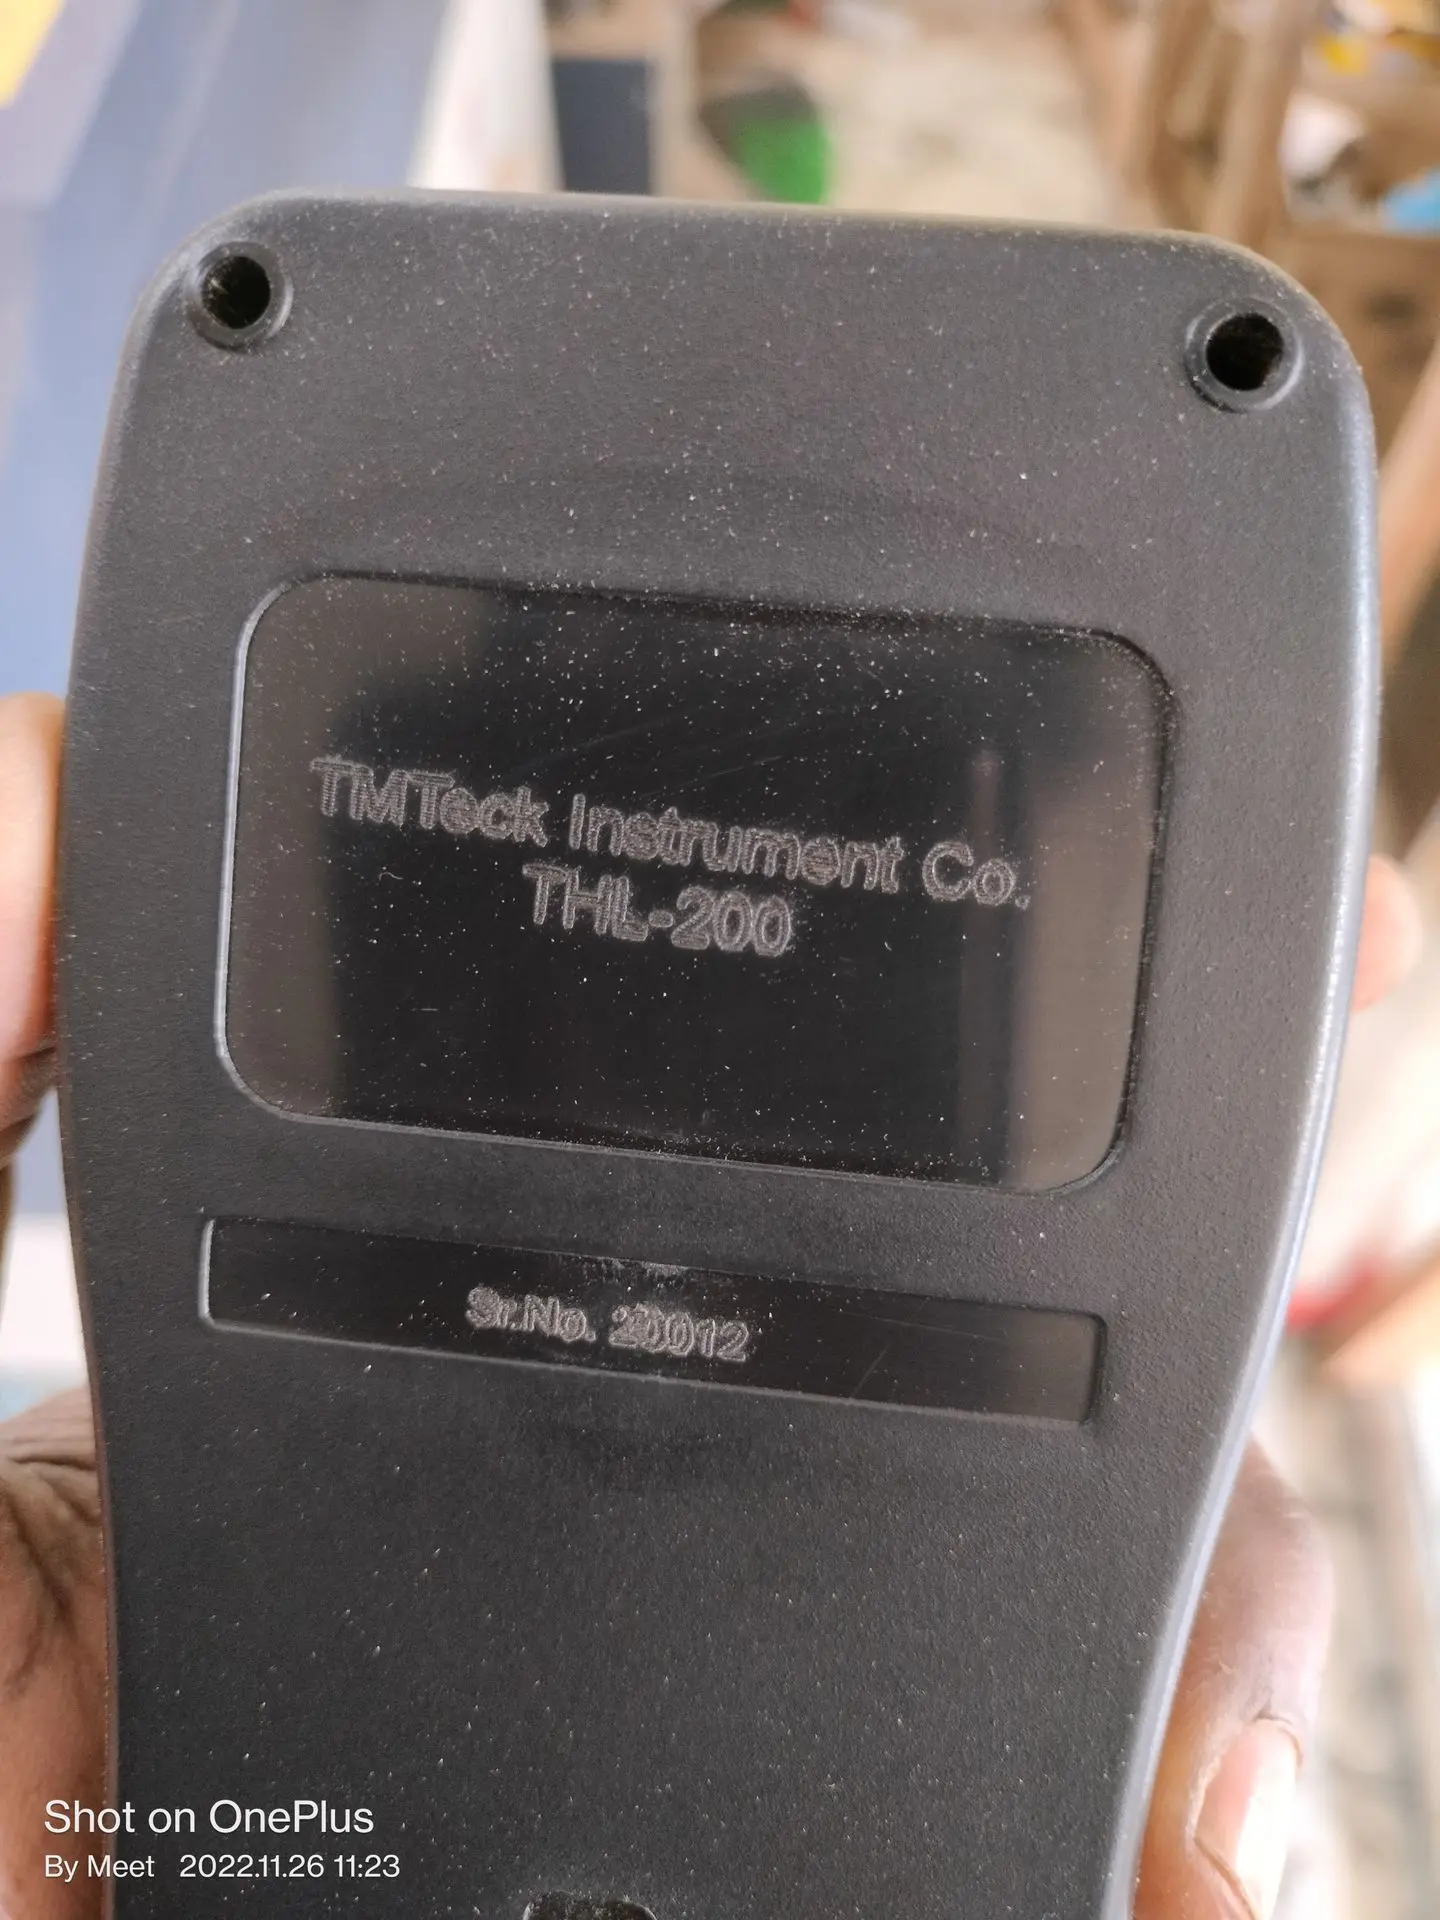 TMTeck Instrument Co.
THL-200
Sr.No. 20012
Shot on OnePlus
By Meet 2022.11.26 11:23